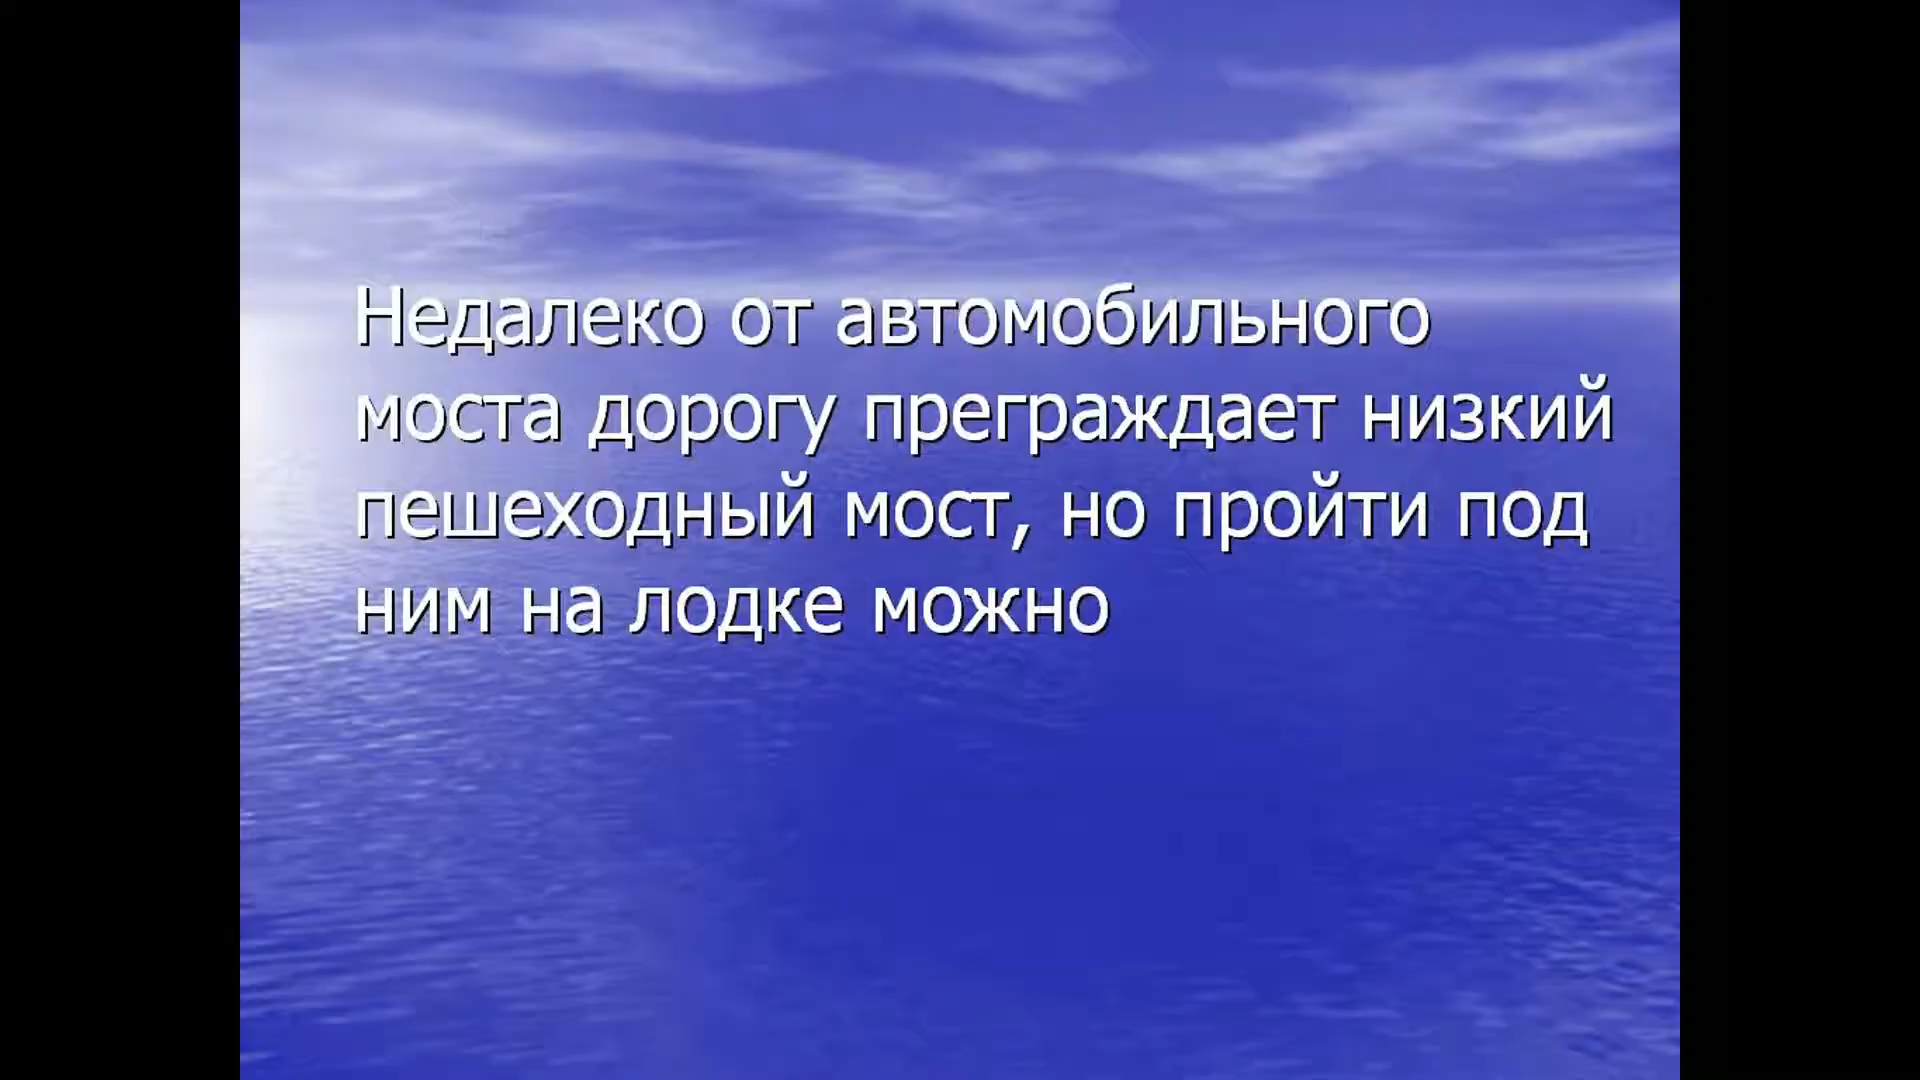 Недалеко от автомобильного
моста дорогу преграждает низкий
пешеходный мост, но пройти под
ним на лодке можно